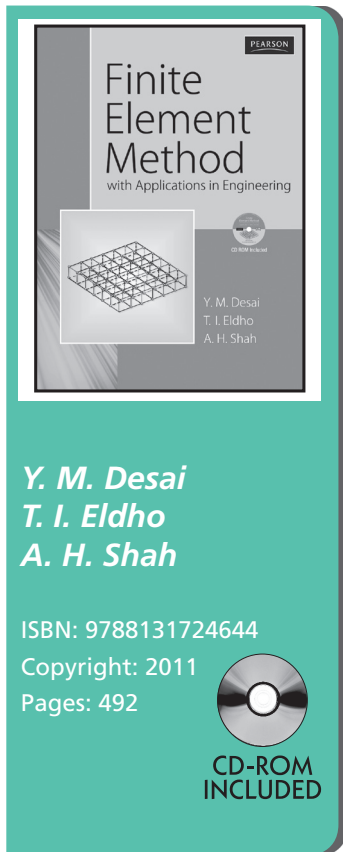 PEARSON
Finite
Element
Method
with Applications in Engineering
CD-ROM Included
Y. M. Desai
T. I. Eldho
A. H. Shah
Y. M. Desai
T. I. Eldho
A. H. Shah
ISBN: 9788131724644
Copyright: 2011
Pages: 492
CD-ROM
INCLUDED